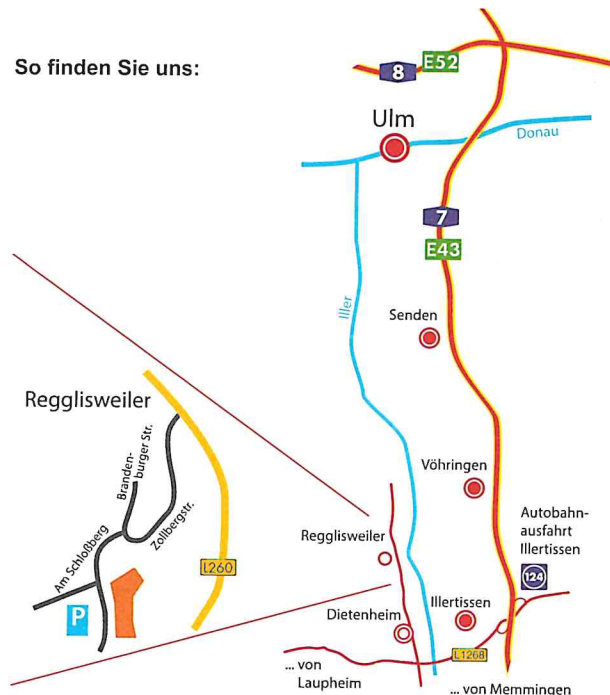 So finden Sie uns:
8
E52
Ulm
Donau
7
E43
Iller
Senden
Regglisweiler
Branden-
burger Str.
Zollbergstr.
Am Schloßberg
L260
P
Vöhringen
Autobahn-
ausfahrt
Illertissen
124
Regglisweiler
Dietenheim
Illertissen
L1268
... von
Laupheim
... von Memmingen